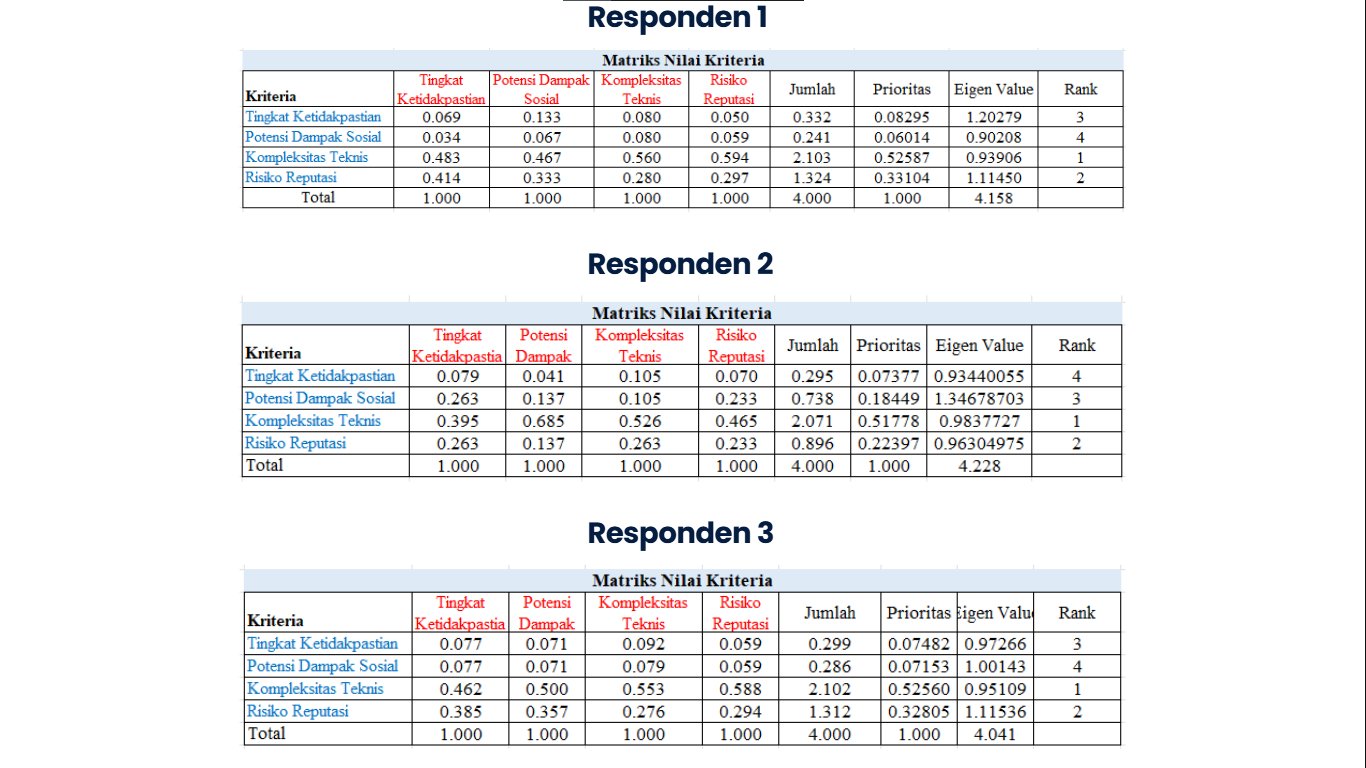 Responden 1
Matriks Nilai Kriteria
Kriteria Tingkat Ketidakpastian Potensi Dampak Sosial Kompleksitas Teknis Risiko Reputasi Jumlah Prioritas Eigen Value Rank
Tingkat Ketidakpastian 0.069 0.133 0.080 0.050 0.332 0.08295 1.20279 3
Potensi Dampak Sosial 0.034 0.067 0.080 0.059 0.241 0.06014 0.90208 4
Kompleksitas Teknis 0.483 0.467 0.560 0.594 2.103 0.52587 0.93906 1
Risiko Reputasi 0.414 0.333 0.280 0.297 1.324 0.33104 1.11450 2
Total 1.000 1.000 1.000 1.000 4.000 1.000 4.158
Responden 2
Matriks Nilai Kriteria
Kriteria Tingkat Ketidakpastia Potensi Dampak Kompleksitas Teknis Risiko Reputasi Jumlah Prioritas Eigen Value Rank
Tingkat Ketidakpastian 0.079 0.041 0.105 0.070 0.295 0.07377 0.93440055 4
Potensi Dampak Sosial 0.263 0.137 0.105 0.233 0.738 0.18449 1.34678703 3
Kompleksitas Teknis 0.395 0.685 0.526 0.465 2.071 0.51778 0.9837727 1
Risiko Reputasi 0.263 0.137 0.263 0.233 0.896 0.22397 0.96304975 2
Total 1.000 1.000 1.000 1.000 4.000 1.000 4.228
Responden 3
Matriks Nilai Kriteria
Kriteria Tingkat Ketidakpastia Potensi Dampak Kompleksitas Teknis Risiko Reputasi Jumlah Prioritas Eigen Valu Rank
Tingkat Ketidakpastian 0.077 0.071 0.092 0.059 0.299 0.07482 0.97266 3
Potensi Dampak Sosial 0.077 0.071 0.079 0.059 0.286 0.07153 1.00143 4
Kompleksitas Teknis 0.462 0.500 0.553 0.588 2.102 0.52560 0.95109 1
Risiko Reputasi 0.385 0.357 0.276 0.294 1.312 0.32805 1.11536 2
Total 1.000 1.000 1.000 1.000 4.000 1.000 4.041